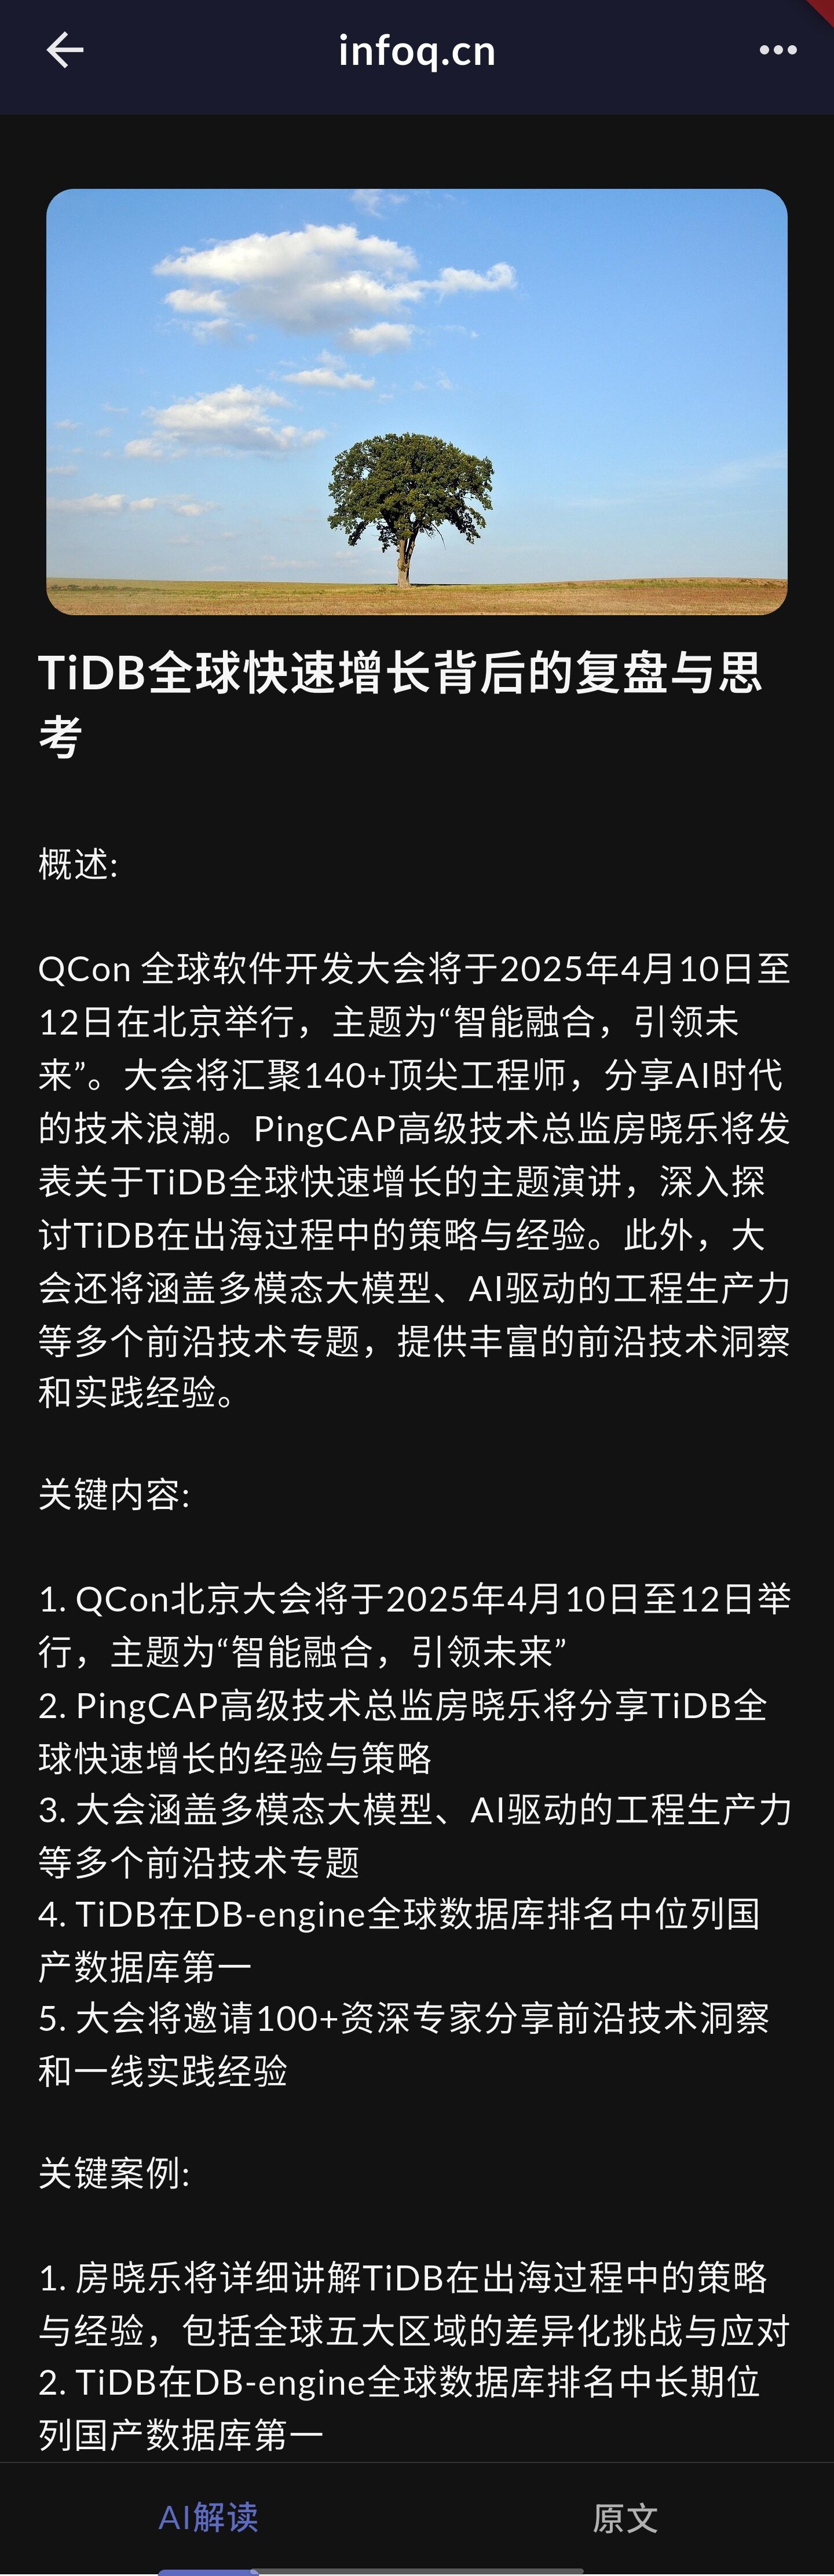 infoq.cn
TiDB全球快速增长背后的复盘与思
考
概述:
QCon 全球软件开发大会将于2025年4月10日至
12日在北京举行，主题为“智能融合，引领未
来”。大会将汇聚140+顶尖工程师，分享AI时代
的技术浪潮。PingCAP高级技术总监房晓乐将发
表关于TiDB全球快速增长的主题演讲，深入探
讨TiDB在出海过程中的策略与经验。此外，大
会还将涵盖多模态大模型、AI驱动的工程生产力
等多个前沿技术专题，提供丰富的前沿技术洞察
和实践经验。
关键内容:
1. QCon北京大会将于2025年4月10日至12日举
行，主题为“智能融合，引领未来”
2. PingCAP高级技术总监房晓乐将分享TiDB全
球快速增长的经验与策略
3. 大会涵盖多模态大模型、AI驱动的工程生产力
等多个前沿技术专题
4. TiDB在DB-engine全球数据库排名中位列国
产数据库第一
5. 大会将邀请100+资深专家分享前沿技术洞察
和一线实践经验
关键案例:
1. 房晓乐将详细讲解TiDB在出海过程中的策略
与经验，包括全球五大区域的差异化挑战与应对
2. TiDB在DB-engine全球数据库排名中长期位
列国产数据库第一
AI解读
原文